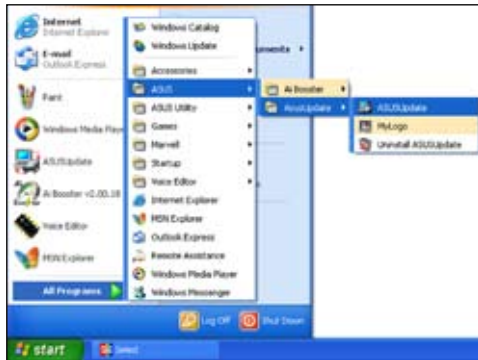 Internet
Internet Explorer
E-mail
Outlook Express
Paint
Windows Media Player
ASUSUpdate
Ai Booster v2.00.18
Voice Editor
MSN Explorer
All Programs
Windows Catalog
Windows Update
Accessories
ASUS
ASUS Utility
Games
Marvell
Startup
Voice Editor
Internet Explorer
MSN Explorer
Outlook Express
Remote Assistance
Windows Media Player
Windows Messenger
Ai Booster
AsusUpdate
ASUSUpdate
MyLogo
Uninstall ASUSUpdate
Log Off
Shut Down
start